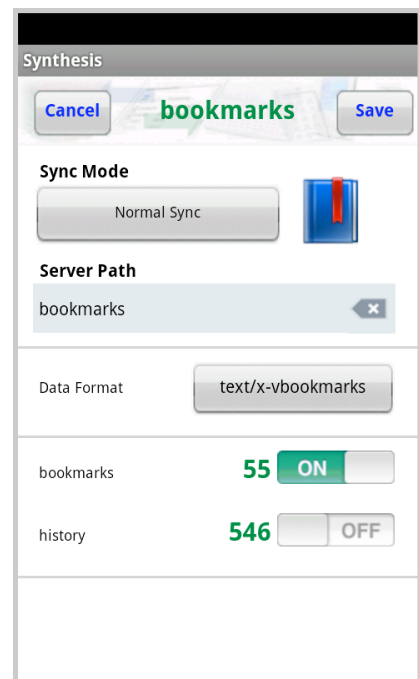 Synthesis
Cancel bookmarks Save
Sync Mode
Normal Sync
Server Path
bookmarks
Data Format text/x-vbookmarks
bookmarks 55 ON
history 546 OFF